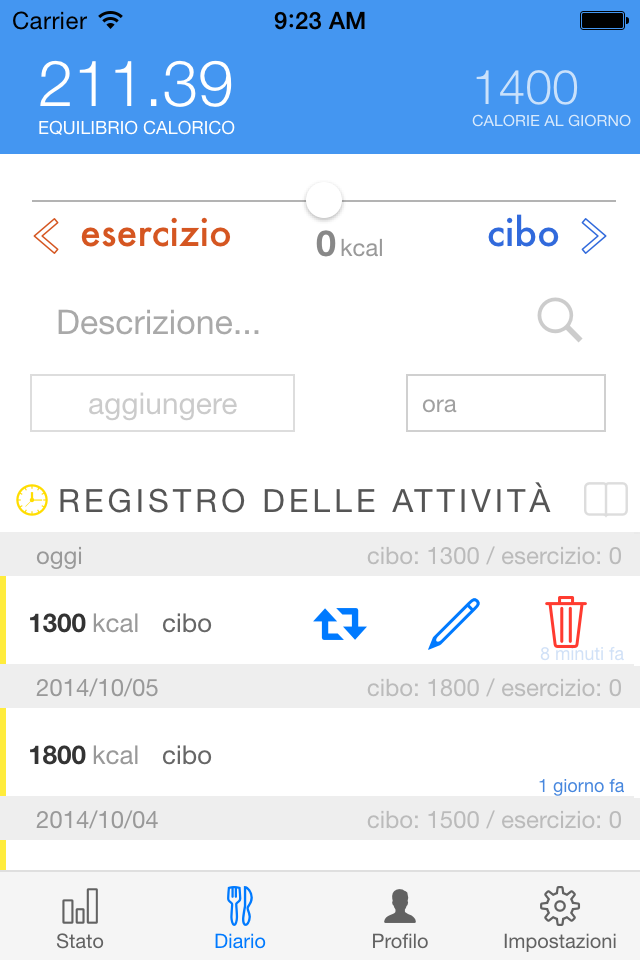 Carrier 9:23 AM
211.39 1400
EQUILIBRIO CALORICO CALORIE AL GIORNO
esercizio 0 kcal cibo
Descrizione...
aggiungere ora
REGISTRO DELLE ATTIVITÀ
oggi cibo: 1300 / esercizio: 0
1300 kcal cibo
8 minuti fa
2014/10/05 cibo: 1800 / esercizio: 0
1800 kcal cibo
1 giorno fa
2014/10/04 cibo: 1500 / esercizio: 0
Stato Diario Profilo Impostazioni